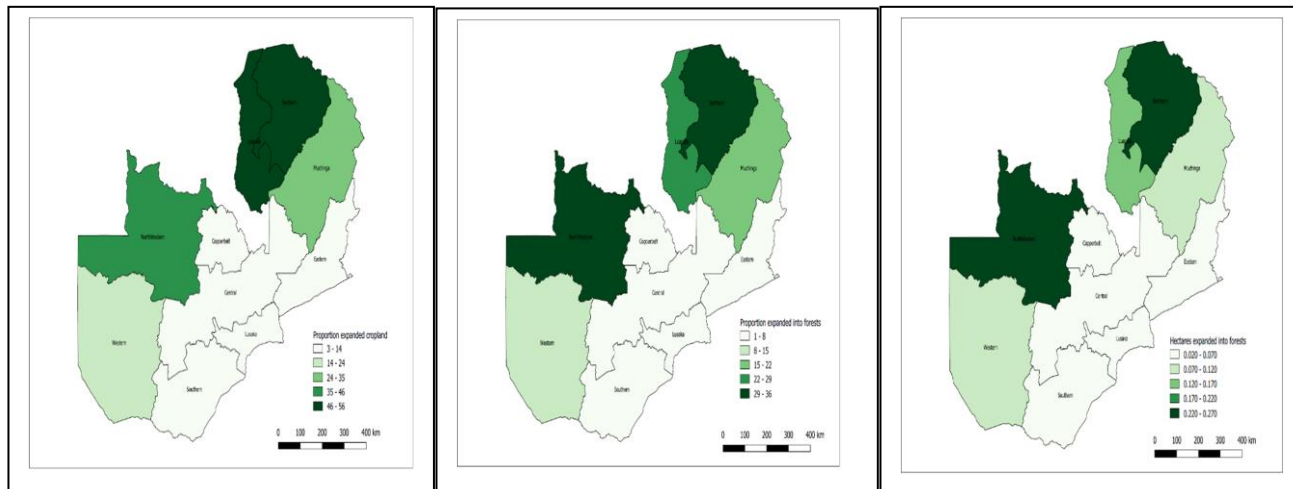 Northern
Luapula
Muchinga
NorthWestern
Copperbelt
Eastern
Central
Western
Lusaka
Southern
Proportion expanded cropland
3 - 14
14 - 24
24 - 35
35 - 46
46 - 56
0 100 200 300 400 km
Northern
Luapula
Muchinga
NorthWestern
Copperbelt
Eastern
Central
Western
Lusaka
Southern
Proportion expanded into forests
1 - 8
8 - 15
15 - 22
22 - 29
29 - 36
0 100 200 300 400 km
Northern
Muchinga
Copperbelt
Eastern
Central
Western
Lusaka
Southern
Hectares expanded into forests
0.020 - 0.070
0.070 - 0.120
0.120 - 0.170
0.170 - 0.220
0.220 - 0.270
0 100 200 300 400 km